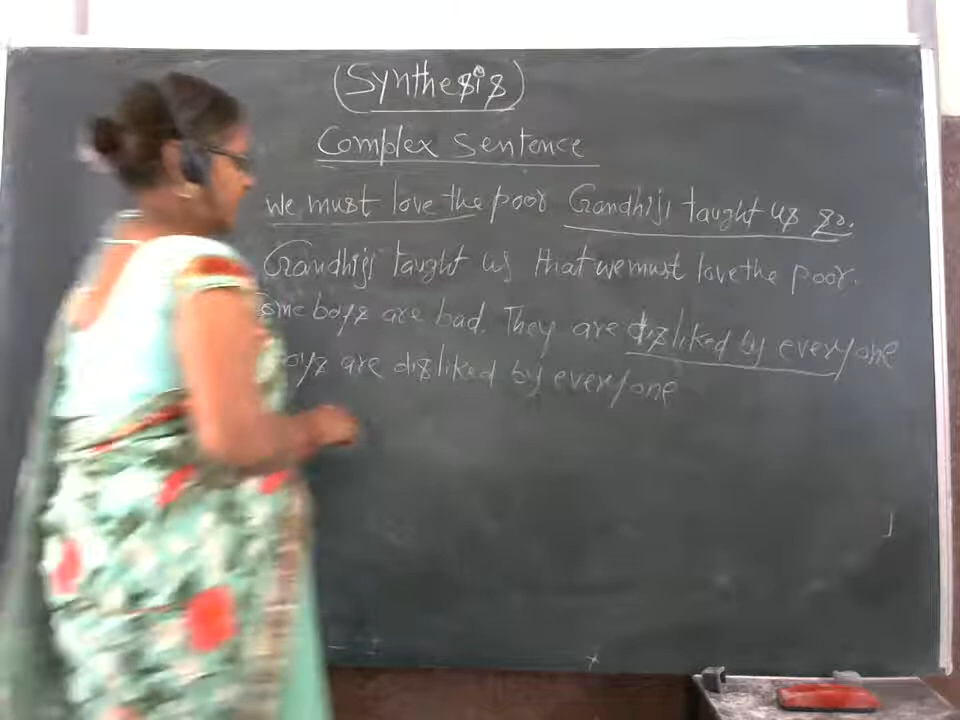 (Synthesis)
Complex Sentence
we must love the poor Gandhiji taught us so.
Gandhiji taught us that we must love the poor.
Some boys are bad. They are disliked by everyone
boys are disliked by everyone